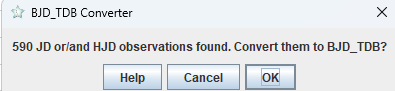 BJD_TDB Converter
590 JD or/and HJD observations found. Convert them to BJD_TDB?
Help Cancel OK